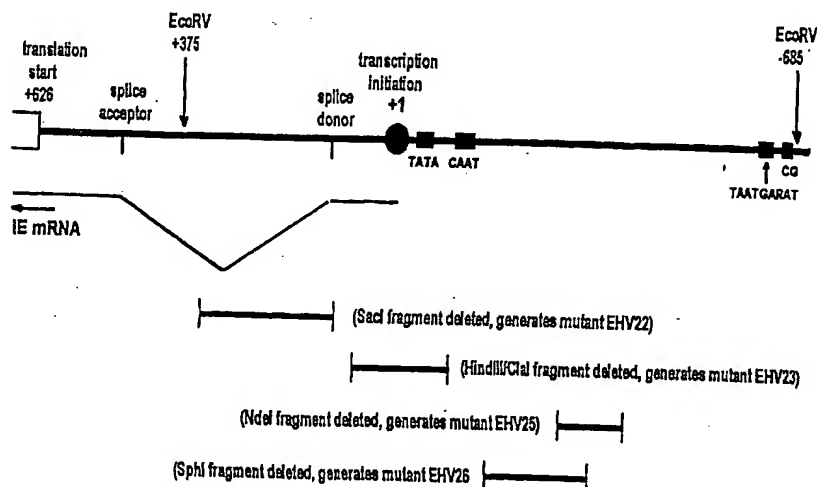 EcoRV
+375
EcoRV
-685
translation
start
+626
splice
acceptor
splice
donor
transcription
initiation
+1
TATA
CAAT
TAATGARAT
CG
IE mRNA
(SacI fragment deleted, generates mutant EHV22)
(HindIII/ClaI fragment deleted, generates mutant EHV23)
(NdeI fragment deleted, generates mutant EHV25)
(SphI fragment deleted, generates mutant EHV26